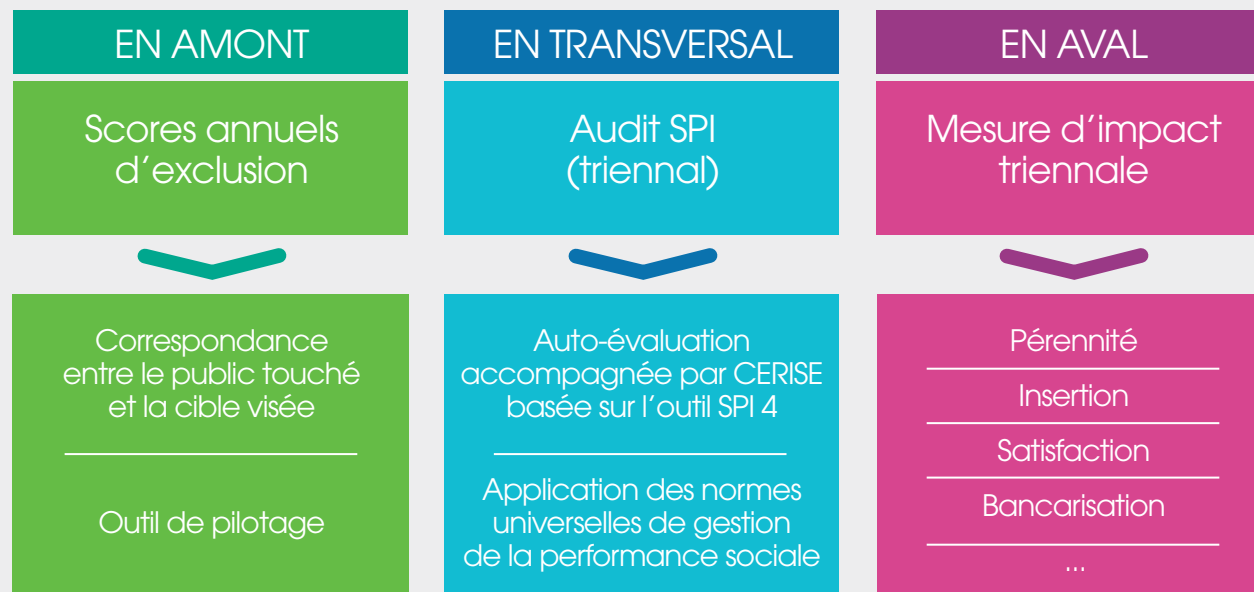 EN AMONT
Scores annuels
d'exclusion
Correspondance
entre le public touché
et la cible visée
Outil de pilotage
EN TRANSVERSAL
Audit SPI
(triennal)
Auto-évaluation
accompagnée par CERISE
basée sur l'outil SPI 4
Application des normes
universelles de gestion
de la performance sociale
EN AVAL
Mesure d'impact
triennale
Pérennité
Insertion
Satisfaction
Bancarisation
...